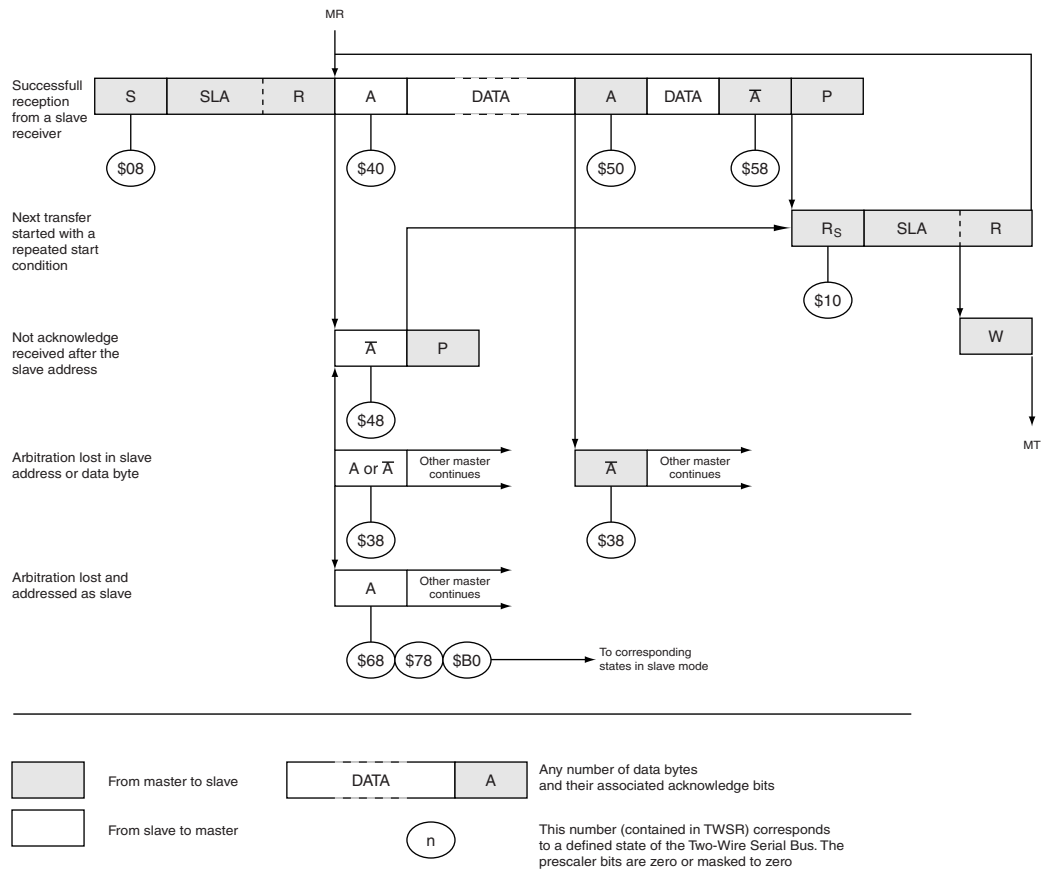 MR
Successfull
reception
from a slave
receiver
S SLA R A DATA A DATA A̅ P
$08 $40 $50 $58
Next transfer
started with a
repeated start
condition
RS SLA R
$10
Not acknowledge
received after the
slave address
A̅ P
W
$48
MT
Arbitration lost in slave
address or data byte
A or A̅ Other master
continues
A̅ Other master
continues
$38 $38
Arbitration lost and
addressed as slave
A Other master
continues
$68 $78 $B0 To corresponding
states in slave mode
From master to slave
DATA A
Any number of data bytes
and their associated acknowledge bits
From slave to master
n
This number (contained in TWSR) corresponds
to a defined state of the Two-Wire Serial Bus. The
prescaler bits are zero or masked to zero